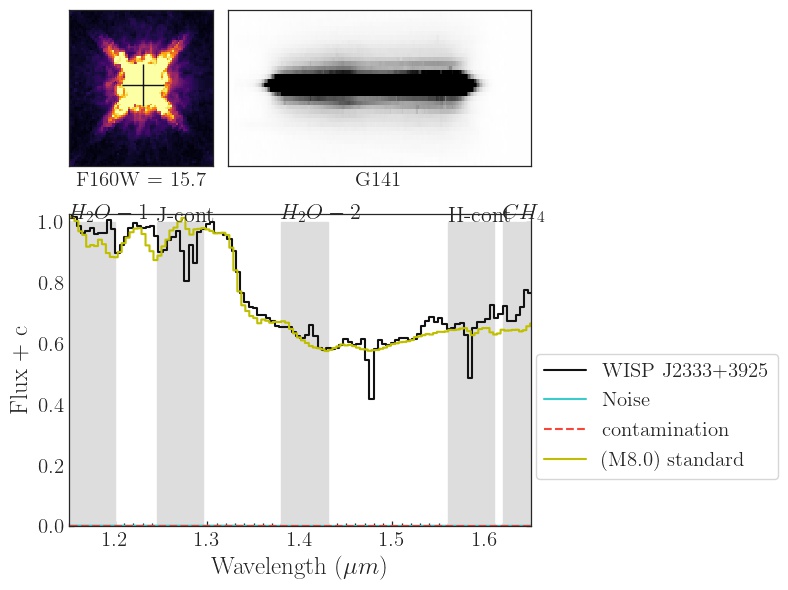 F160W = 15.7
G141
H₂O − 1
J-cont
H₂O − 2
H-cont
CH₄
1.0
0.8
0.6
0.4
0.2
0.0
Flux + c
1.2
1.3
1.4
1.5
1.6
Wavelength (μm)
WISP J2333+3925
Noise
contamination
(M8.0) standard